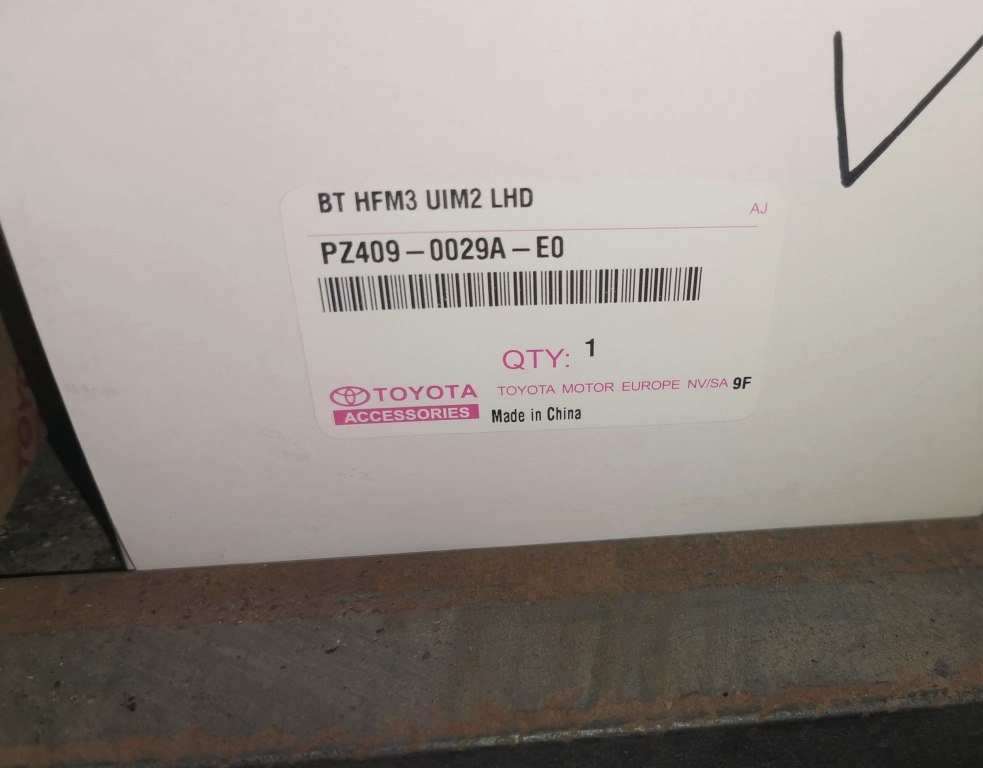 BT HFM3 UIM2 LHD
AJ
PZ409-0029A-E0
QTY: 1
TOYOTA
ACCESSORIES
TOYOTA MOTOR EUROPE NV/SA 9F
Made in China